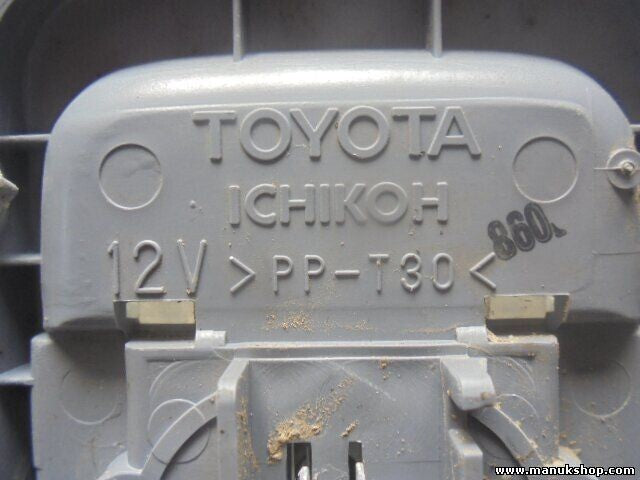 TOYOTA
ICHIKOH
860
12V >PP-T30<
www.manukshop.com